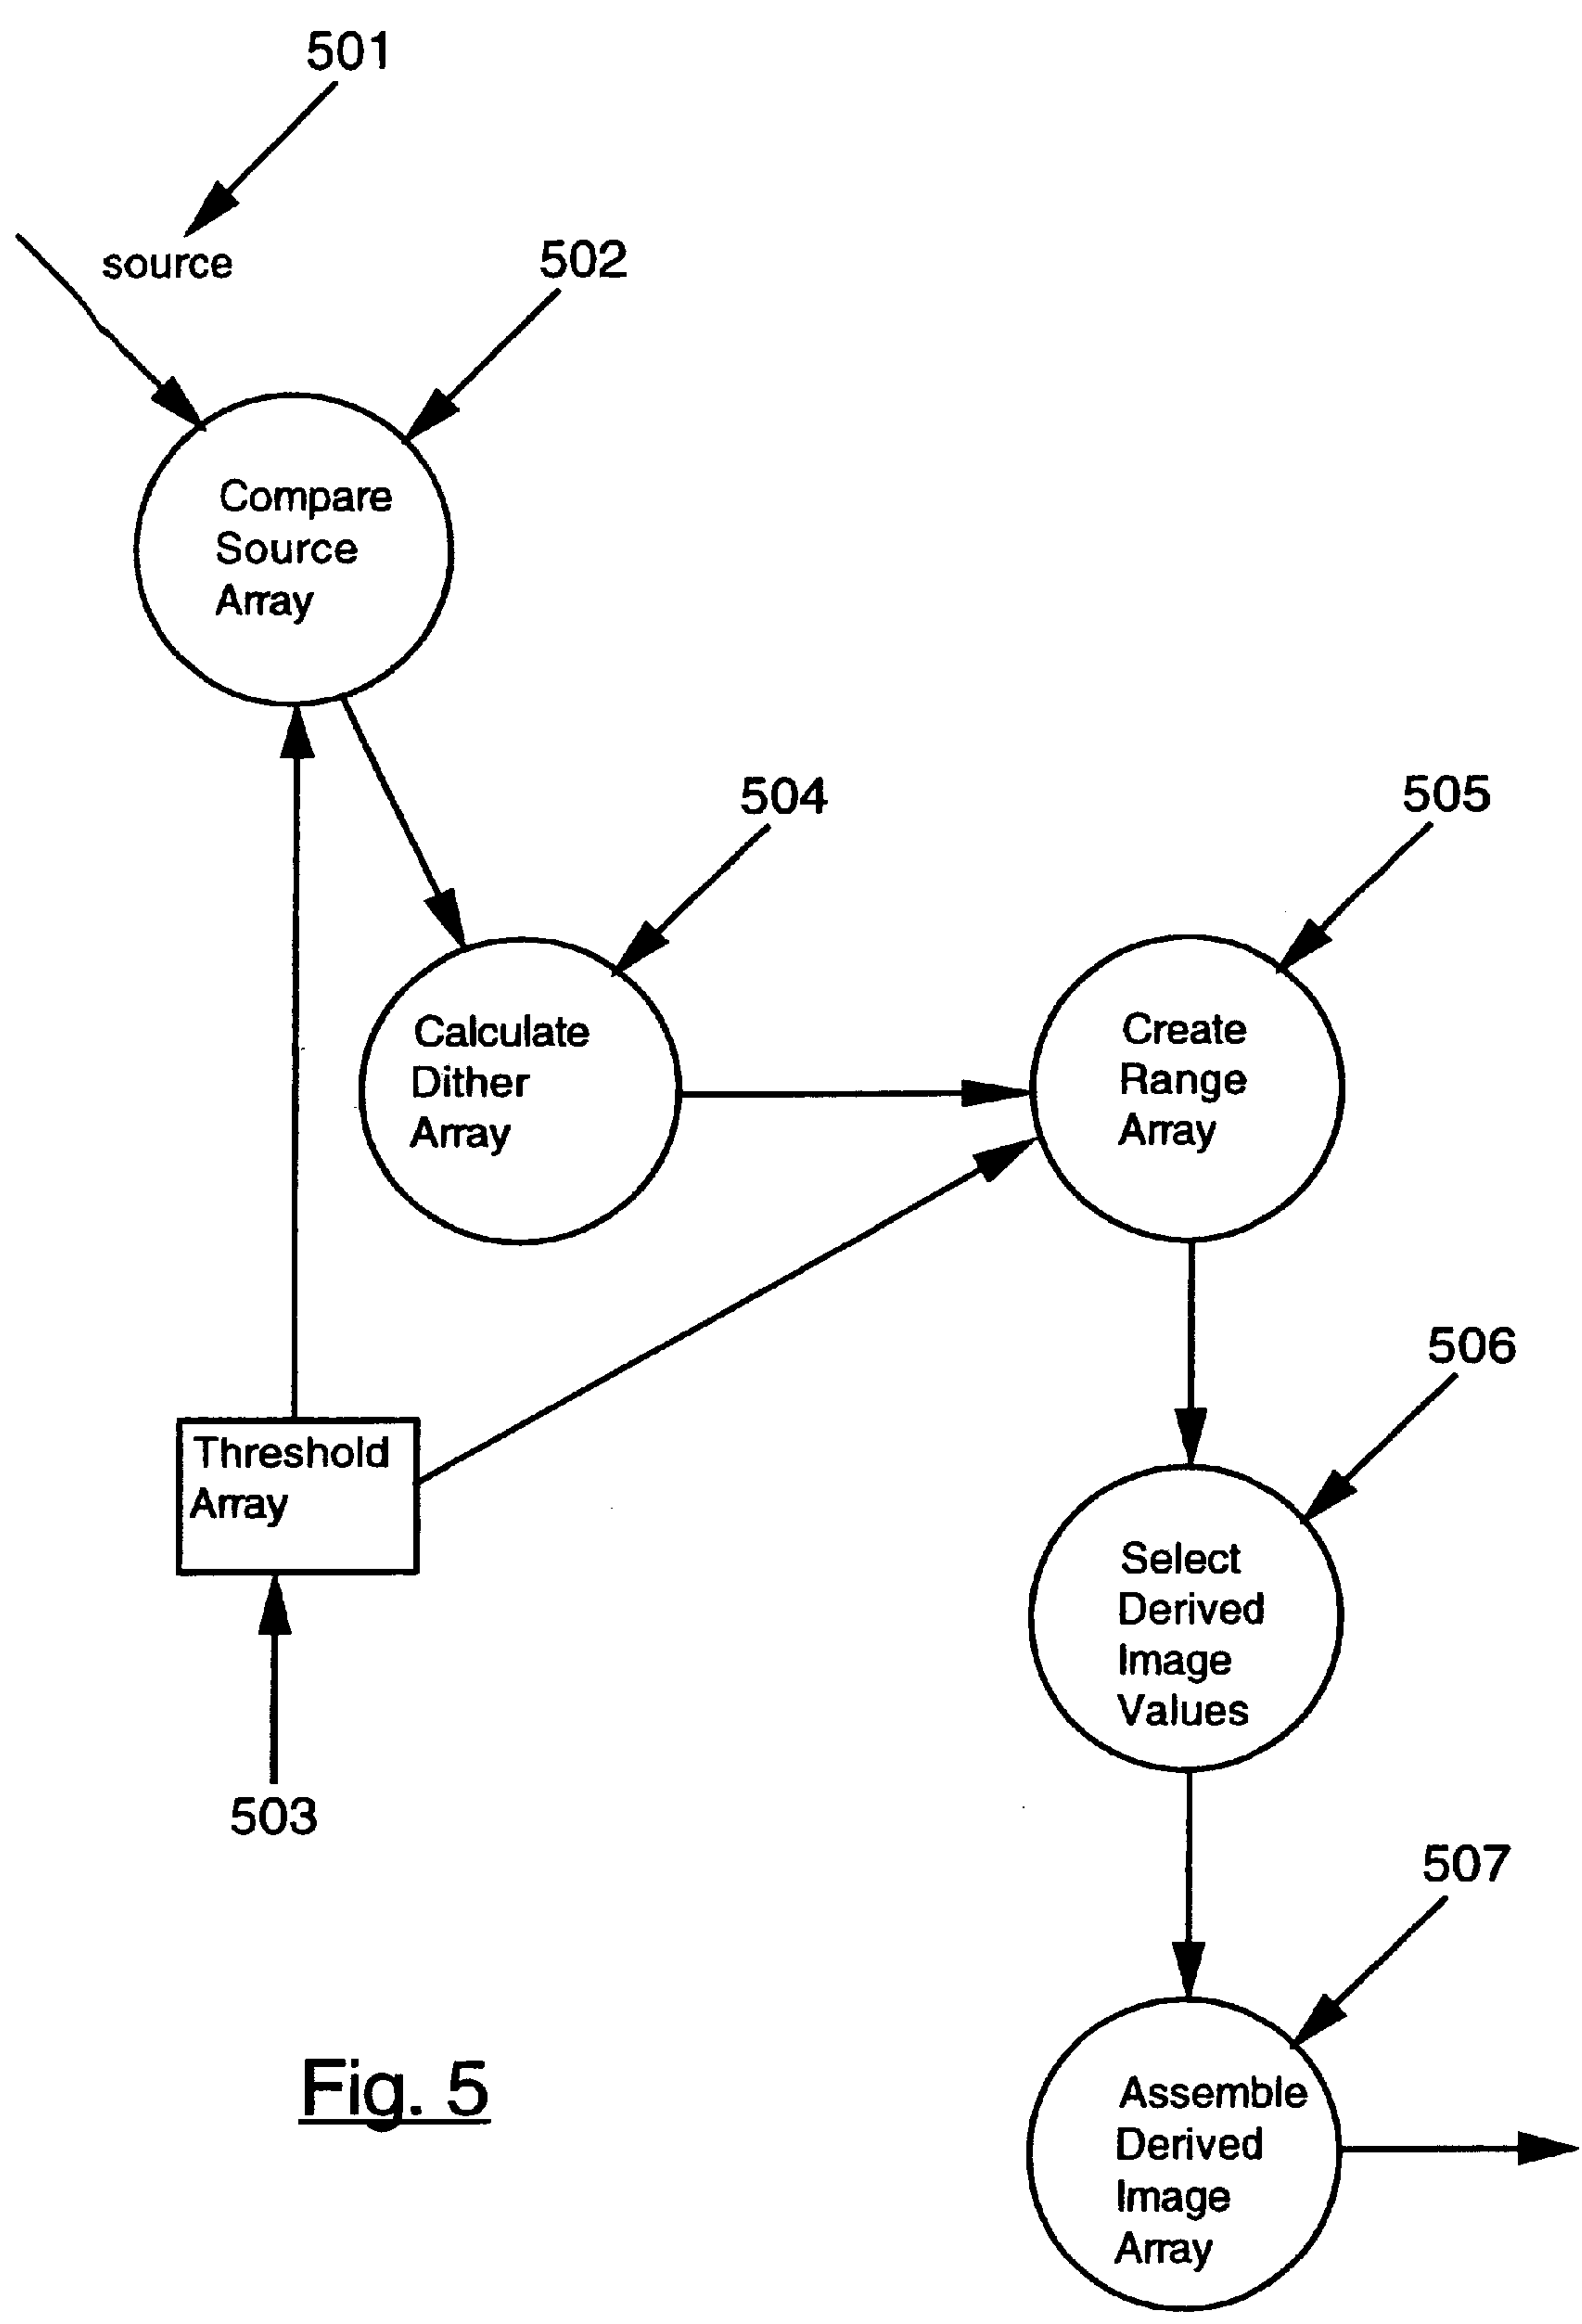 501
source
502
Compare
Source
Array
504
505
Calculate
Dither
Array
Create
Range
Array
506
Threshold
Array
Select
Derived
Image
Values
503
507
Fig. 5
Assemble
Derived
Image
Array